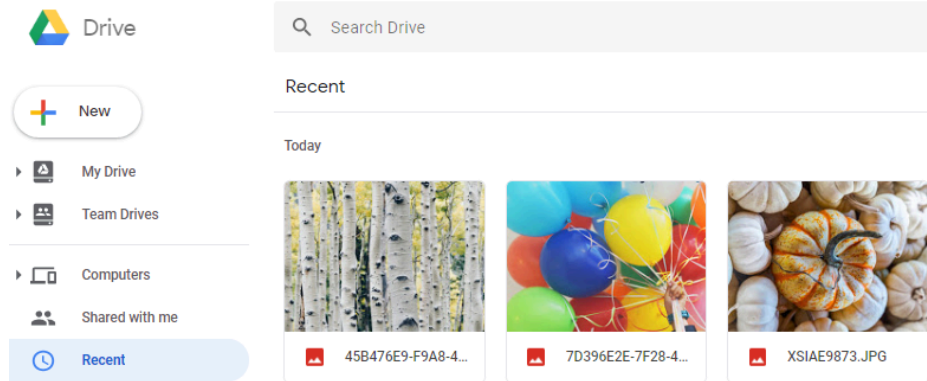 Drive
Search Drive
New
Recent
My Drive
Today
Team Drives
Computers
Shared with me
Recent
45B476E9-F9A8-4...
7D396E2E-7F28-4...
XSIAE9873.JPG